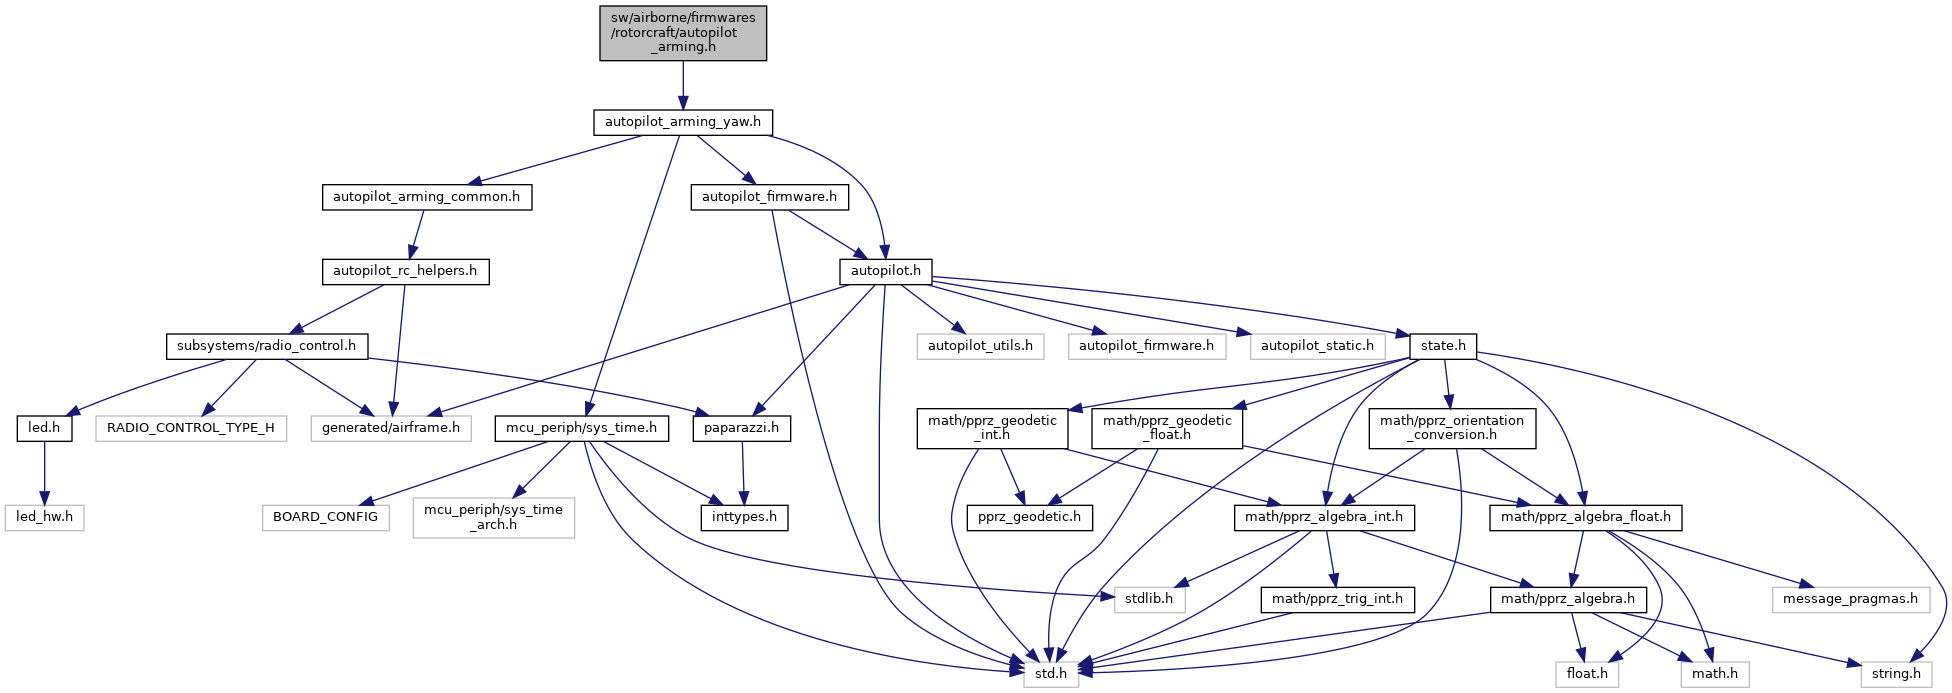 sw/airborne/firmwares
/rotorcraft/autopilot
_arming.h
autopilot_arming_yaw.h
autopilot_arming_common.h
autopilot_firmware.h
autopilot_rc_helpers.h
autopilot.h
subsystems/radio_control.h
autopilot_utils.h
autopilot_firmware.h
autopilot_static.h
state.h
led.h
RADIO_CONTROL_TYPE_H
generated/airframe.h
mcu_periph/sys_time.h
paparazzi.h
math/pprz_geodetic
_int.h
math/pprz_geodetic
_float.h
math/pprz_orientation
_conversion.h
led_hw.h
BOARD_CONFIG
mcu_periph/sys_time
_arch.h
inttypes.h
pprz_geodetic.h
math/pprz_algebra_int.h
math/pprz_algebra_float.h
stdlib.h
math/pprz_trig_int.h
math/pprz_algebra.h
message_pragmas.h
std.h
float.h
math.h
string.h